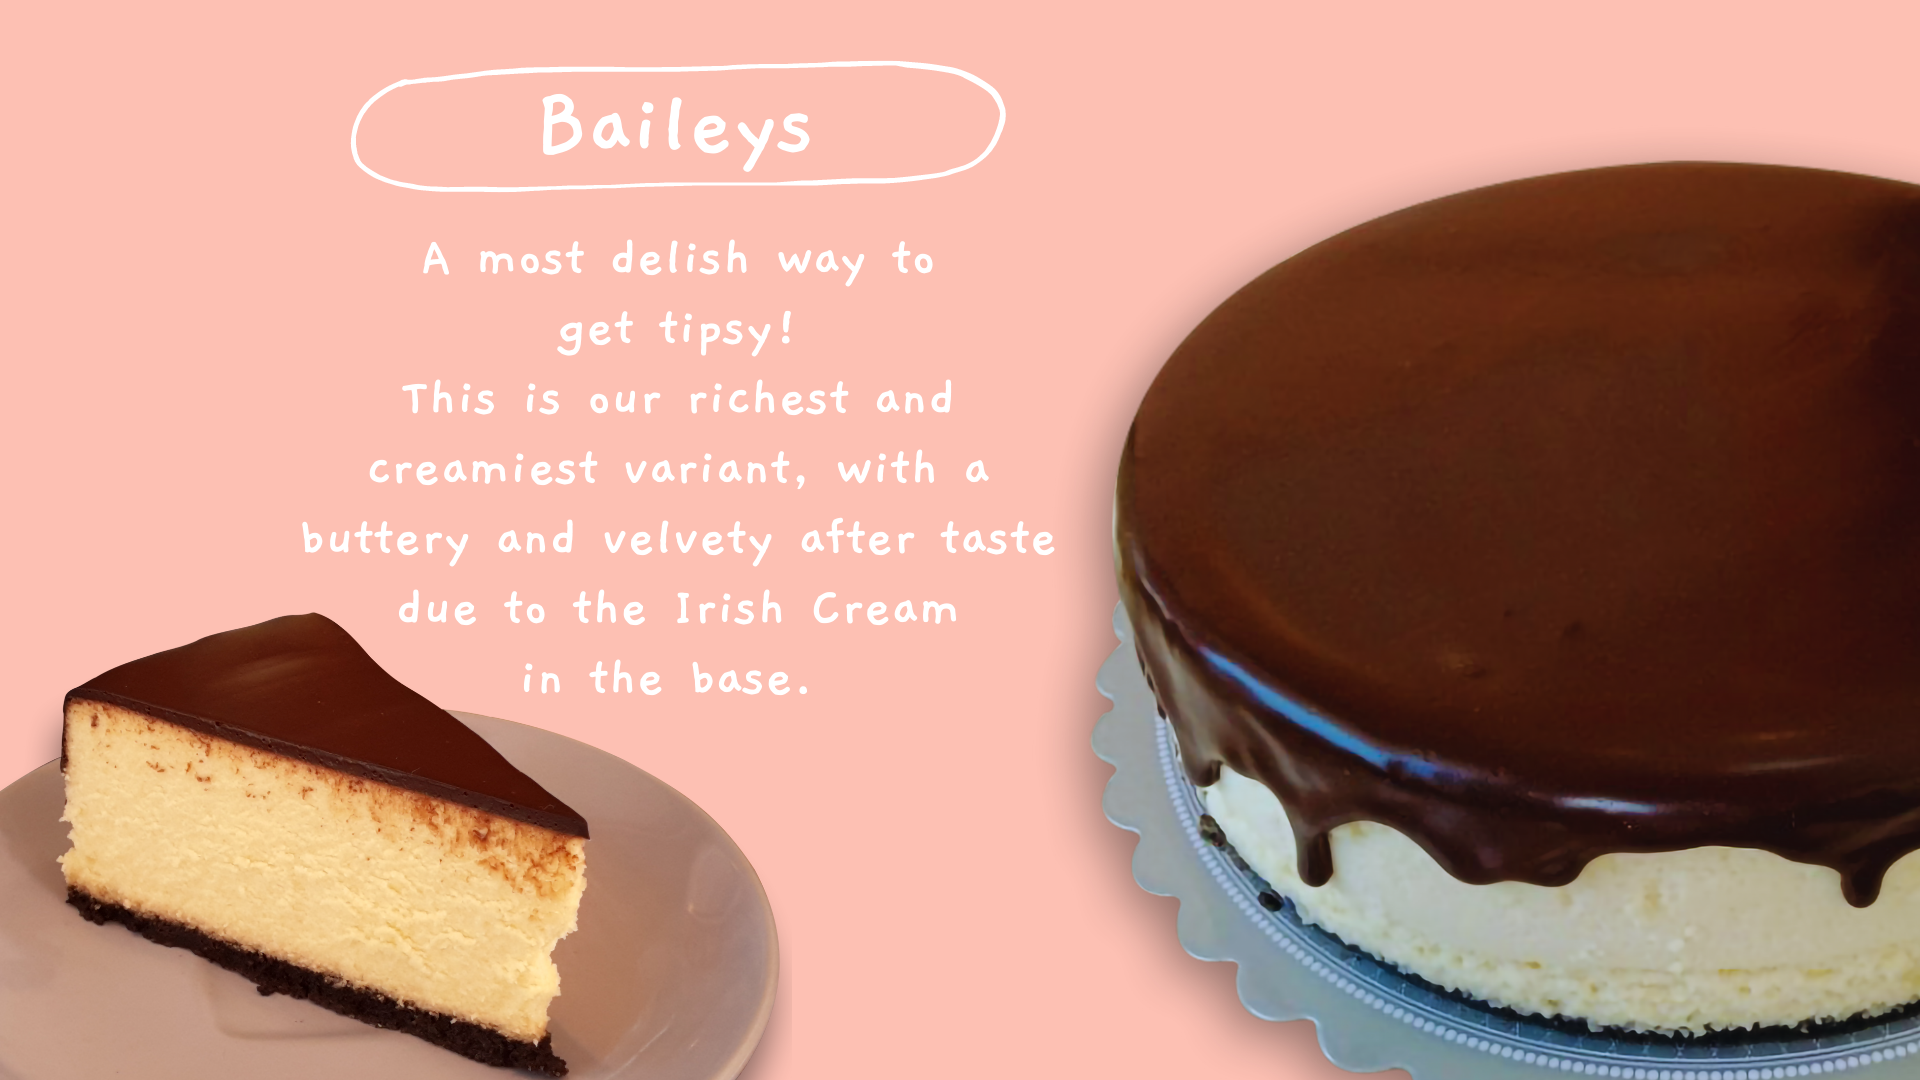 Baileys
A most delish way to
get tipsy!
This is our richest and
creamiest variant, with a
buttery and velvety after taste
due to the Irish Cream
in the base.